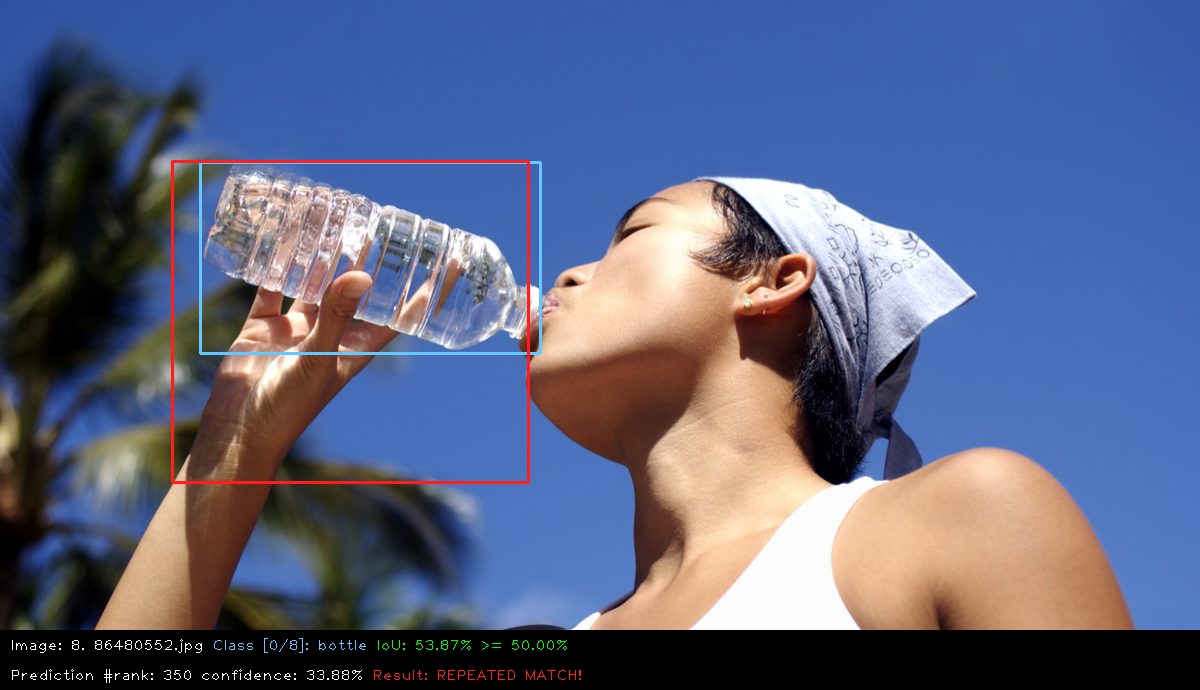 Image: 8. 86480552.jpg Class [0/8]: bottle IoU: 53.87% >= 50.00%
Prediction #rank: 350 confidence: 33.88% Result: REPEATED MATCH!